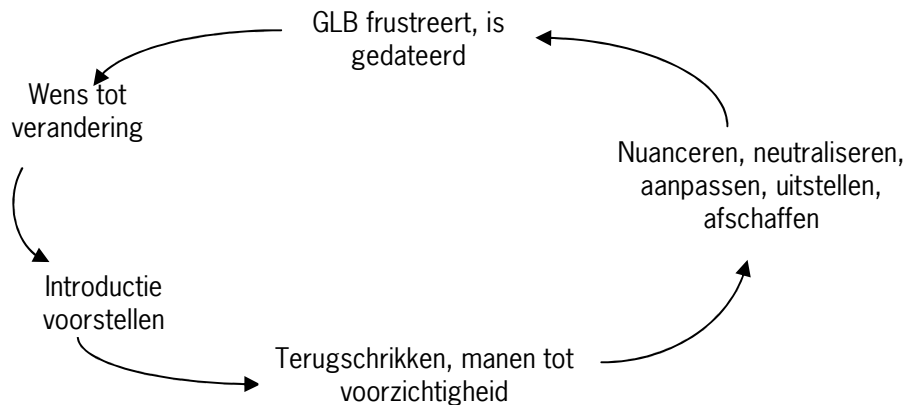 GLB frustreert, is
gedateerd
Wens tot
verandering
Introductie
voorstellen
Terugschrikken, manen tot
voorzichtigheid
Nuanceren, neutraliseren,
aanpassen, uitstellen,
afschaffen